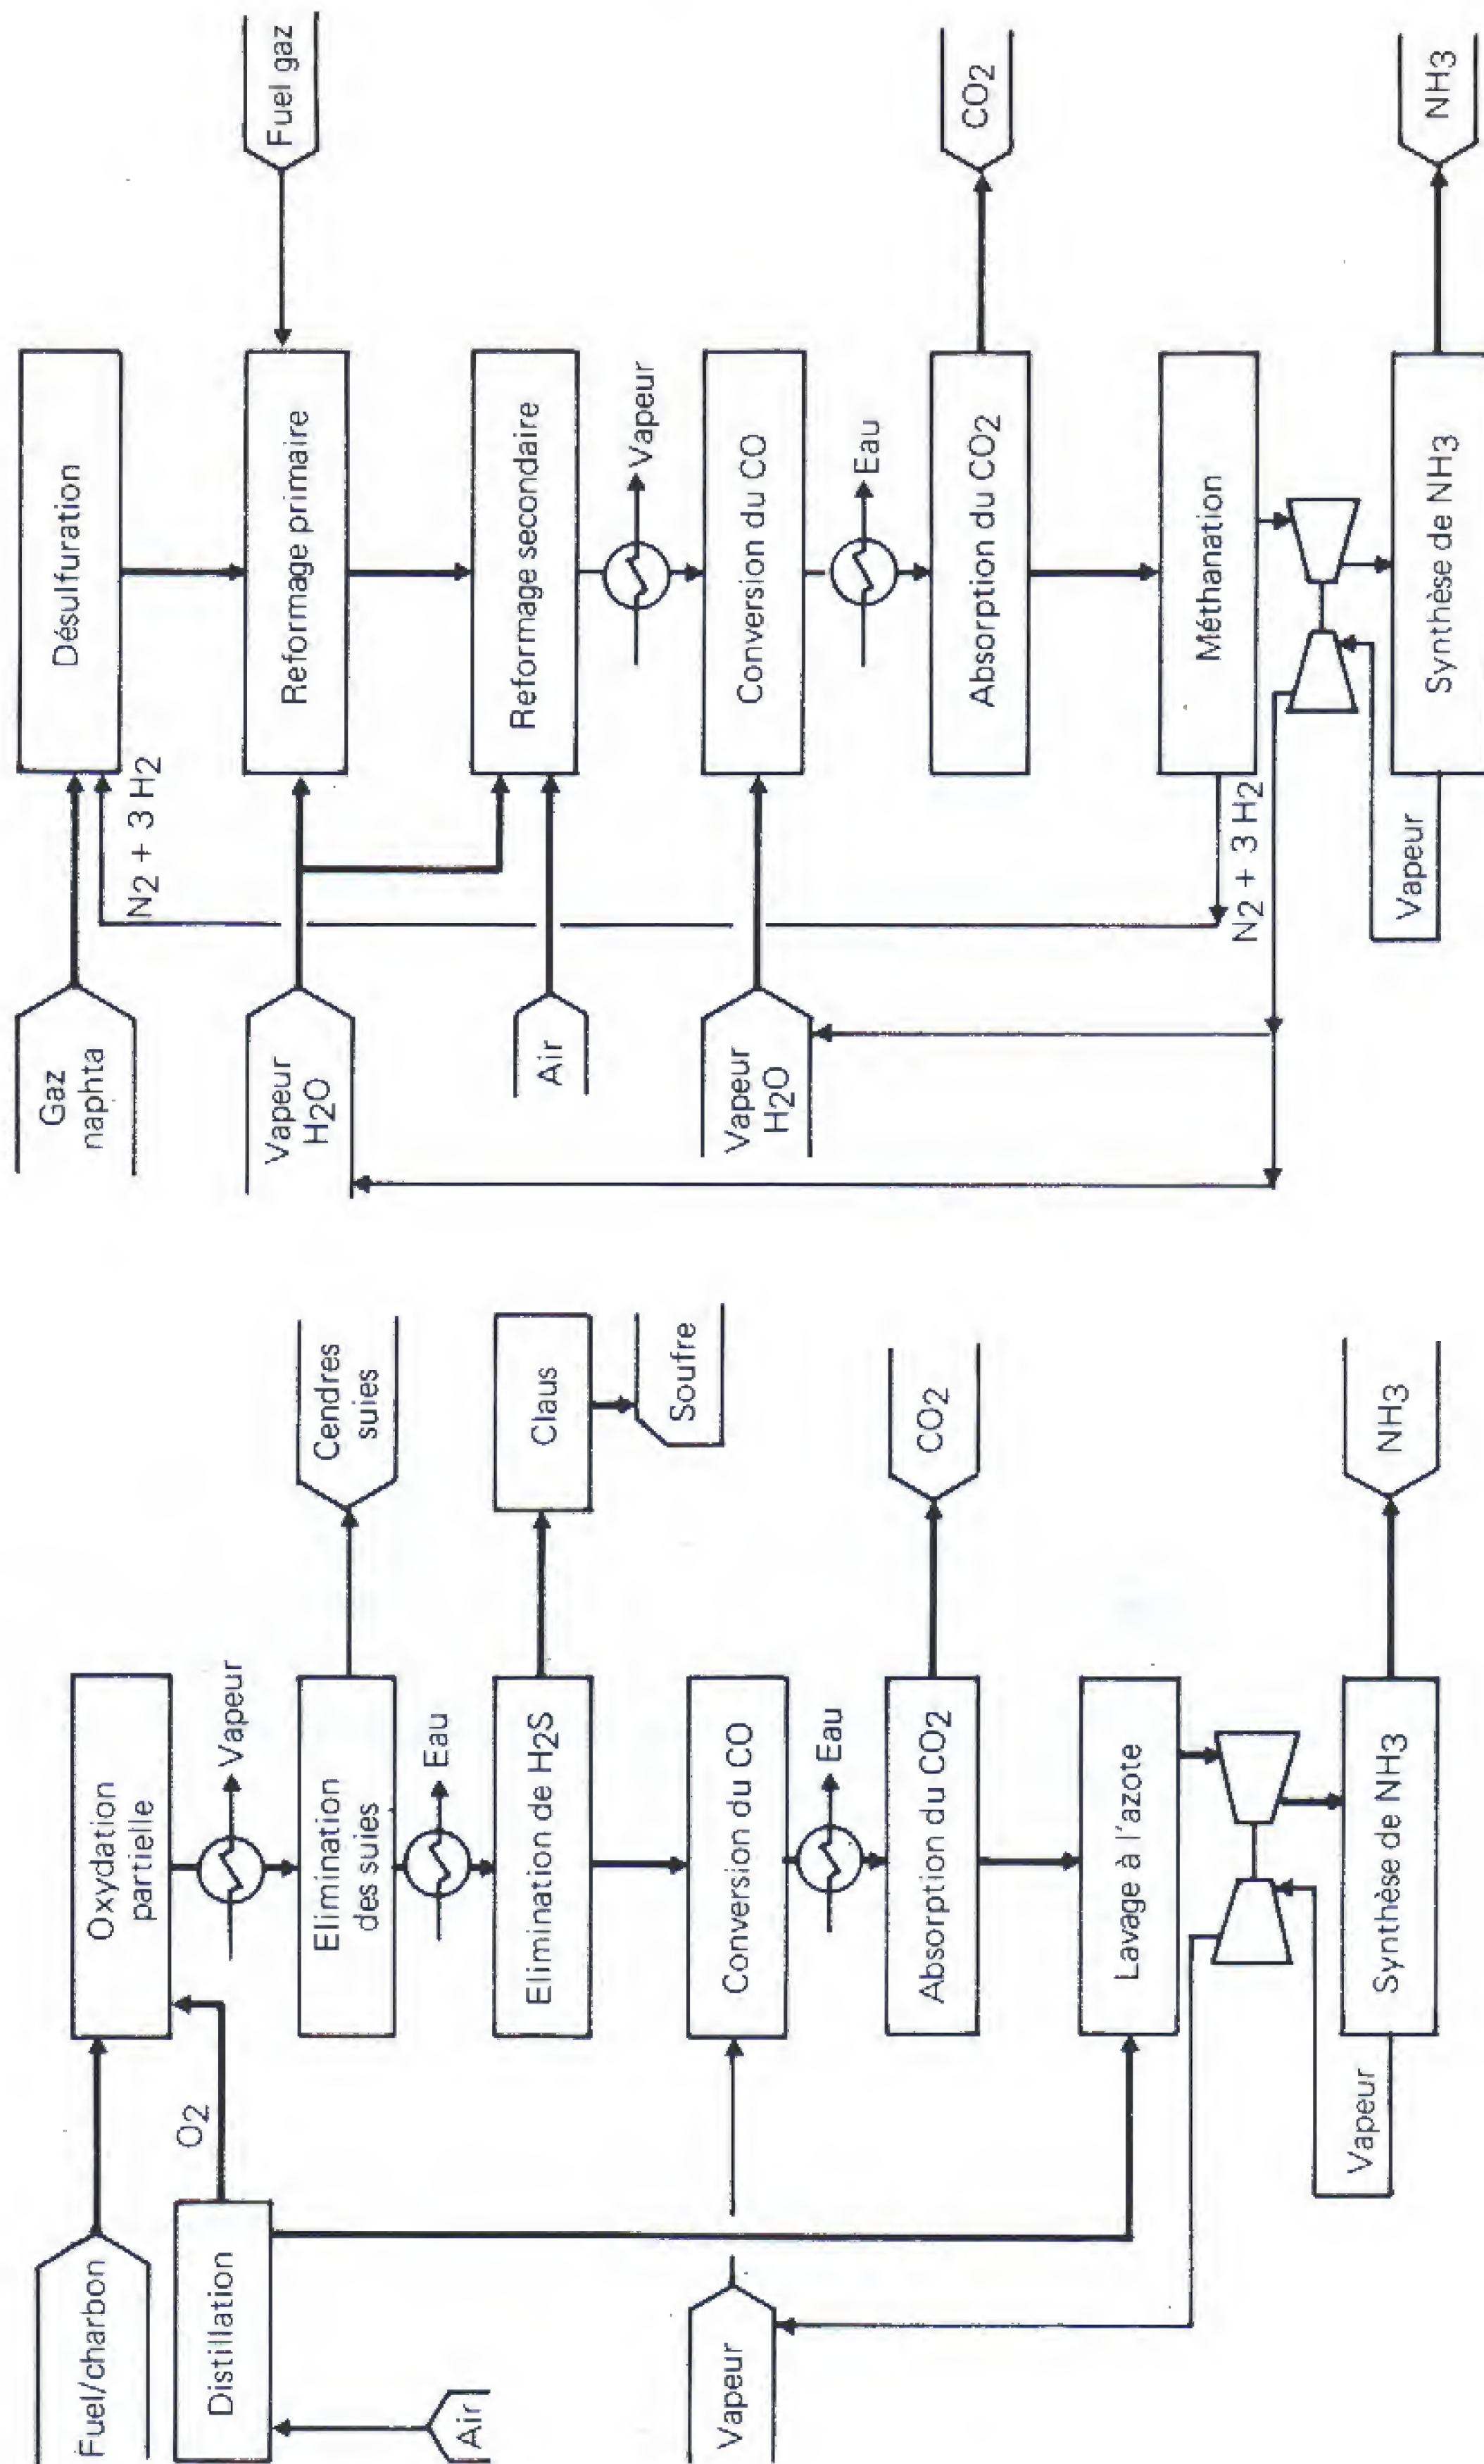 Fuel/charbon
Distillation
Air
O2
Oxydation
partielle
Vapeur
Elimination
des suies
Cendres
suies
Eau
Elimination de H2S
Claus
Soufre
Vapeur
Conversion du CO
Eau
Absorption du CO2
CO2
Lavage à l'azote
Vapeur
Synthèse de NH3
NH3
Gaz
naphta
N2 + 3 H2
Désulfuration
Vapeur
H2O
Reformage primaire
Fuel gaz
Air
Reformage secondaire
Vapeur
Vapeur
H2O
Conversion du CO
Eau
Absorption du CO2
CO2
Méthanation
N2 + 3 H2
Vapeur
Synthèse de NH3
NH3